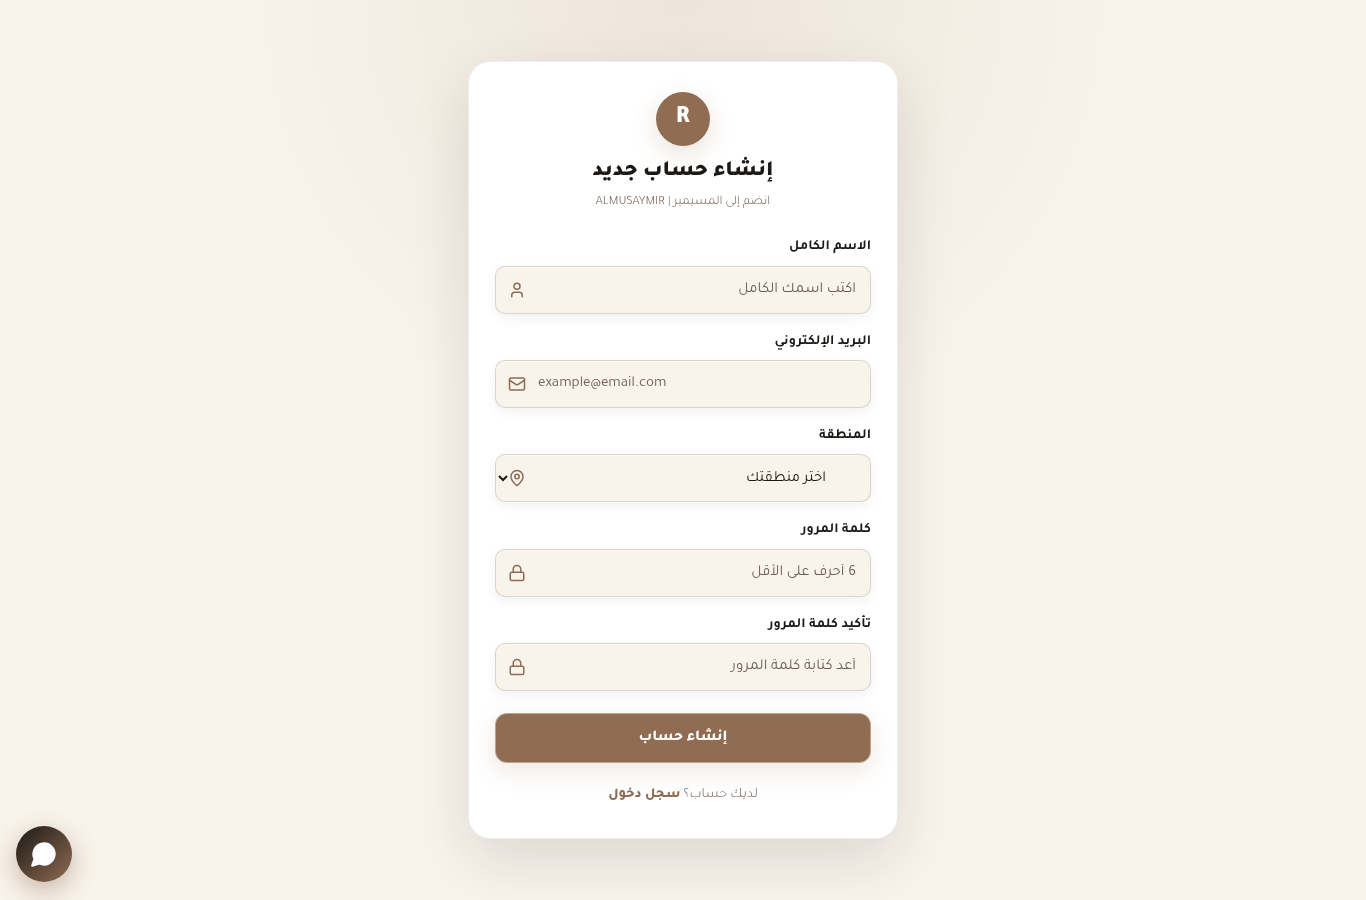 R
إنشاء حساب جديد
انضم إلى المسيمير | ALMUSAYMIR
الاسم الكامل
اكتب اسمك الكامل
البريد الإلكتروني
example@email.com
المنطقة
اختر منطقتك
كلمة المرور
6 أحرف على الأقل
تأكيد كلمة المرور
أعد كتابة كلمة المرور
إنشاء حساب
لديك حساب؟ سجل دخول